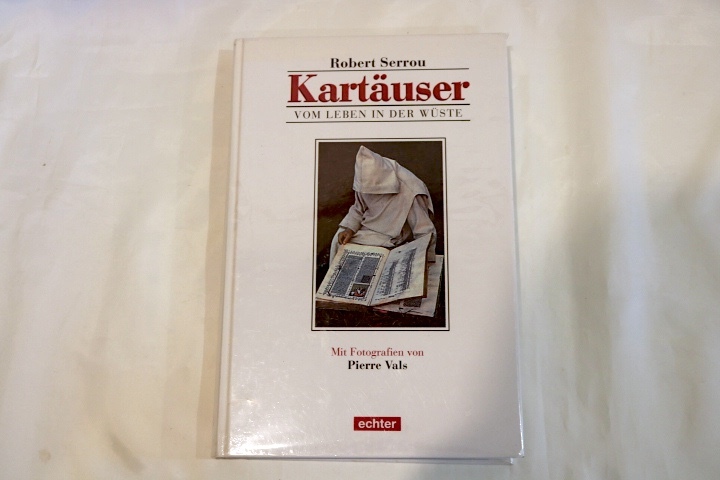 Robert Serrou
Kartäuser
VOM LEBEN IN DER WÜSTE
Mit Fotografien von
Pierre Vals
echter